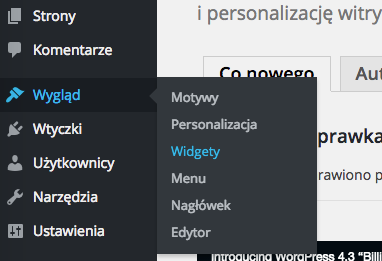 Strony
Komentarze
Wygląd
Wtyczki
Użytkownicy
Narzędzia
Ustawienia
Motywy
Personalizacja
Widgety
Menu
Nagłówek
Edytor
i personalizację witry
Co nowego
Aut
prawka
rawiono p
Introducing WordPress 4.3 “Billi